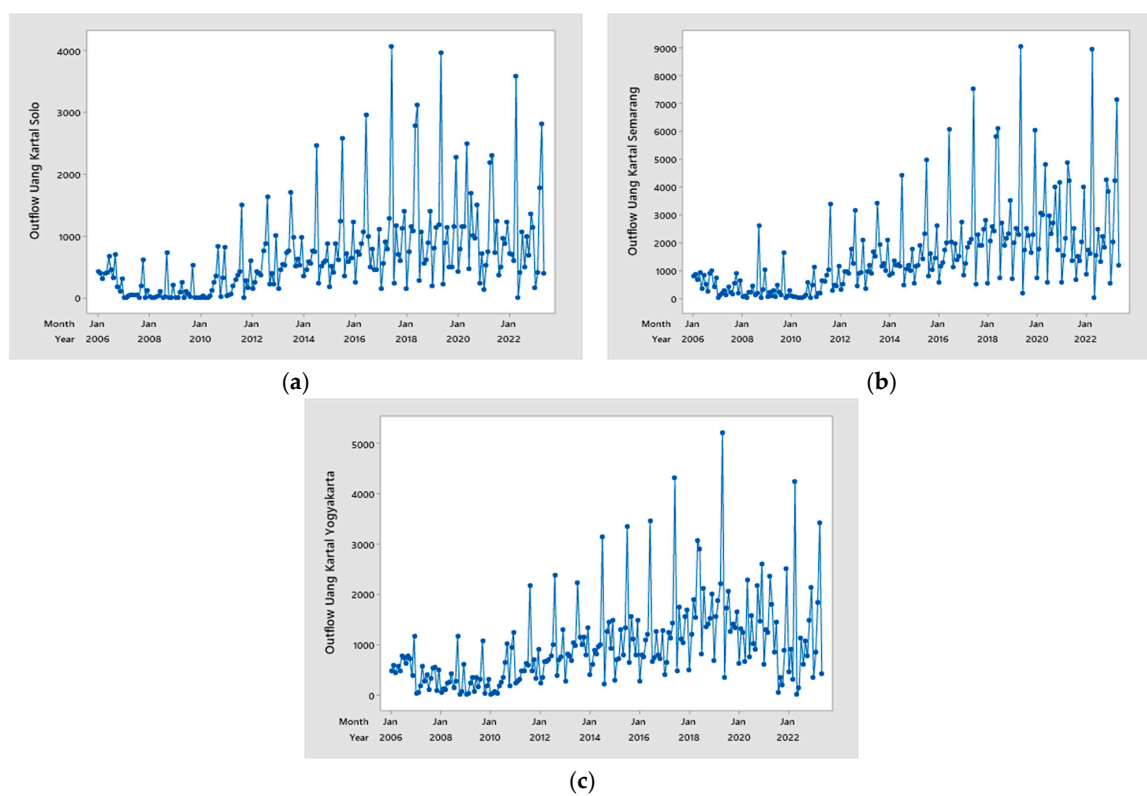 Outflow Uang Kartal Solo
4000
3000
2000
1000
0
Month Jan Jan Jan Jan Jan Jan Jan Jan Jan
Year 2006 2008 2010 2012 2014 2016 2018 2020 2022
(a)
Outflow Uang Kartal Semarang
9000
8000
7000
6000
5000
4000
3000
2000
1000
0
Month Jan Jan Jan Jan Jan Jan Jan Jan Jan
Year 2006 2008 2010 2012 2014 2016 2018 2020 2022
(b)
Outflow Uang Kartal Yogyakarta
5000
4000
3000
2000
1000
0
Month Jan Jan Jan Jan Jan Jan Jan Jan Jan
Year 2006 2008 2010 2012 2014 2016 2018 2020 2022
(c)